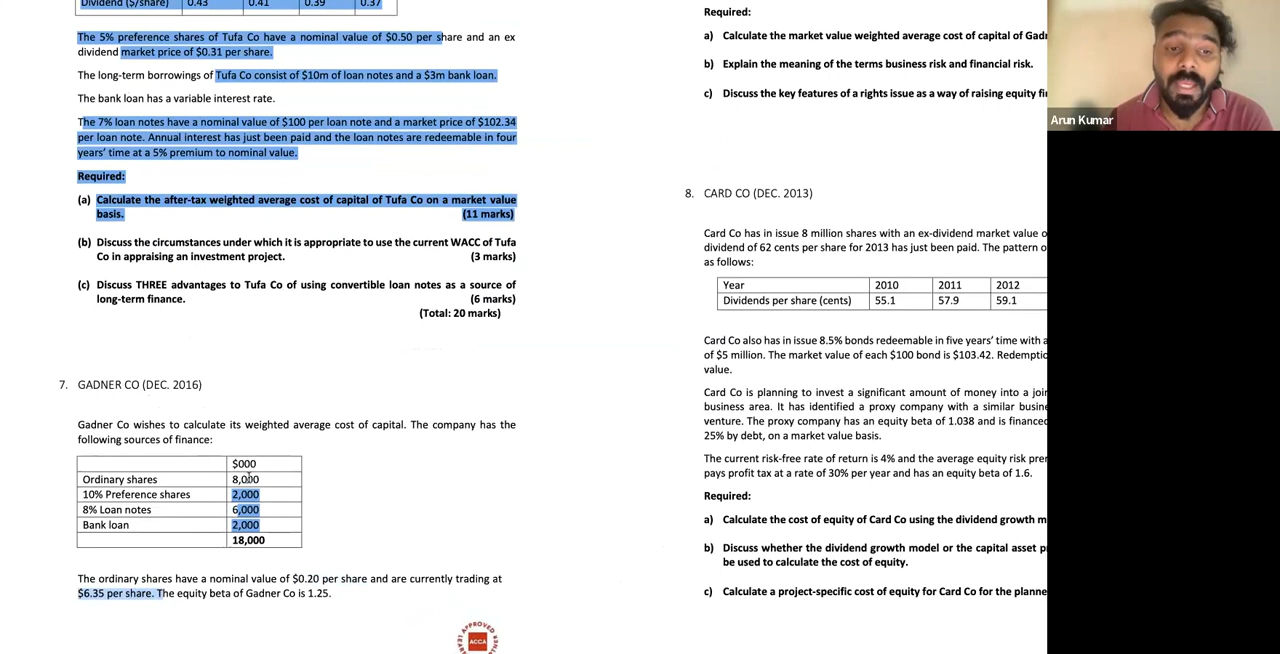 Dividend ($/share) 0.43 0.41 0.39 0.37
The 5% preference shares of Tufa Co have a nominal value of $0.50 per share and an ex
dividend market price of $0.31 per share.
The long-term borrowings of Tufa Co consist of $10m of loan notes and a $3m bank loan.
The bank loan has a variable interest rate.
The 7% loan notes have a nominal value of $100 per loan note and a market price of $102.34
per loan note. Annual interest has just been paid and the loan notes are redeemable in four
years' time at a 5% premium to nominal value.
Required:
(a) Calculate the after-tax weighted average cost of capital of Tufa Co on a market value
basis. (11 marks)
(b) Discuss the circumstances under which it is appropriate to use the current WACC of Tufa
Co in appraising an investment project. (3 marks)
(c) Discuss THREE advantages to Tufa Co of using convertible loan notes as a source of
long-term finance. (6 marks)
(Total: 20 marks)
7. GADNER CO (DEC. 2016)
Gadner Co wishes to calculate its weighted average cost of capital. The company has the
following sources of finance:
$000
Ordinary shares 8,000
10% Preference shares 2,000
8% Loan notes 6,000
Bank loan 2,000
18,000
The ordinary shares have a nominal value of $0.20 per share and are currently trading at
$6.35 per share. The equity beta of Gadner Co is 1.25.
APPROVED
ACCA
Required:
a) Calculate the market value weighted average cost of capital of Gadn
b) Explain the meaning of the terms business risk and financial risk.
c) Discuss the key features of a rights issue as a way of raising equity fi
8. CARD CO (DEC. 2013)
Card Co has in issue 8 million shares with an ex-dividend market value o
dividend of 62 cents per share for 2013 has just been paid. The pattern o
as follows:
Year 2010 2011 2012
Dividends per share (cents) 55.1 57.9 59.1
Card Co also has in issue 8.5% bonds redeemable in five years' time with a
of $5 million. The market value of each $100 bond is $103.42. Redemptio
value.
Card Co is planning to invest a significant amount of money into a join
business area. It has identified a proxy company with a similar busine
venture. The proxy company has an equity beta of 1.038 and is financed
25% by debt, on a market value basis.
The current risk-free rate of return is 4% and the average equity risk pre
pays profit tax at a rate of 30% per year and has an equity beta of 1.6.
Required:
a) Calculate the cost of equity of Card Co using the dividend growth m
b) Discuss whether the dividend growth model or the capital asset p
be used to calculate the cost of equity.
c) Calculate a project-specific cost of equity for Card Co for the planne
Arun Kumar